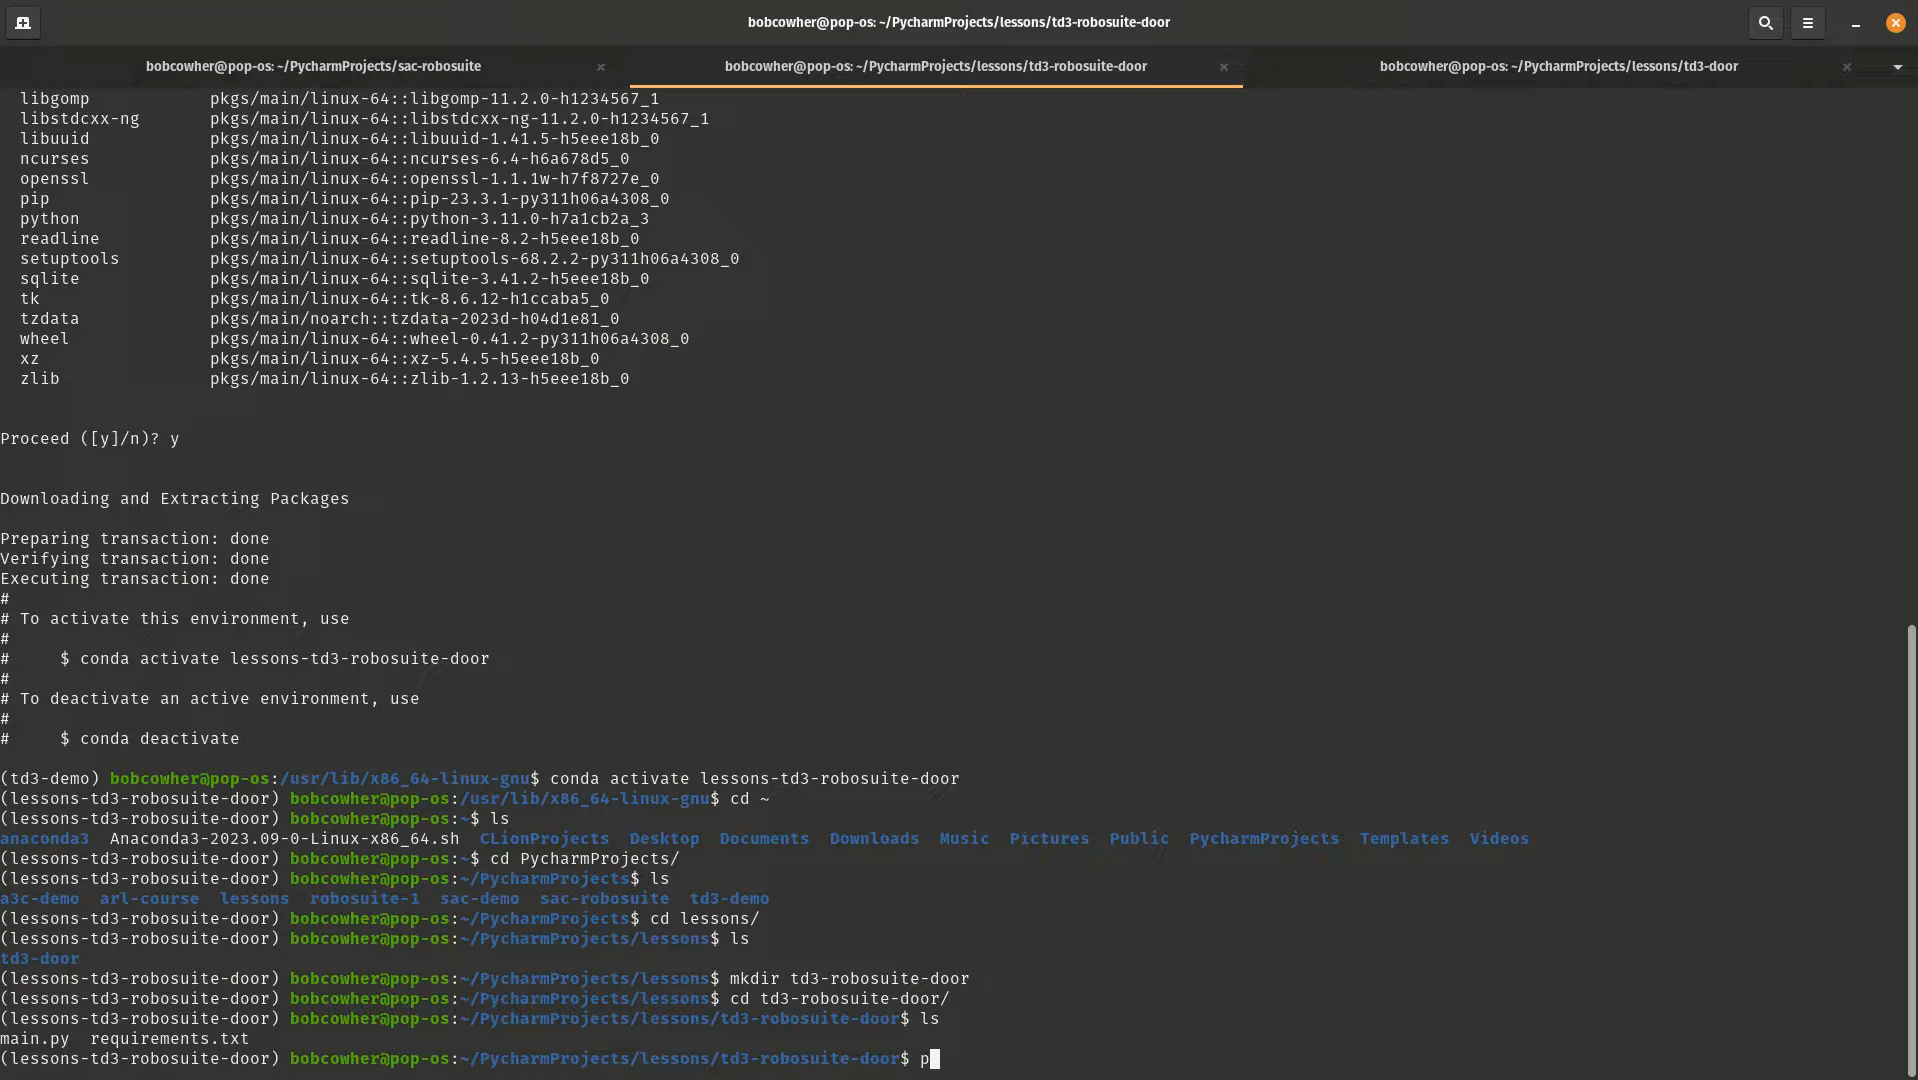 bobcowher@pop-os: ~/PycharmProjects/lessons/td3-robosuite-door
bobcowher@pop-os: ~/PycharmProjects/sac-robosuite
bobcowher@pop-os: ~/PycharmProjects/lessons/td3-robosuite-door
bobcowher@pop-os: ~/PycharmProjects/lessons/td3-door
libgomp            pkgs/main/linux-64::libgomp-11.2.0-h1234567_1
libstdcxx-ng       pkgs/main/linux-64::libstdcxx-ng-11.2.0-h1234567_1
libuuid            pkgs/main/linux-64::libuuid-1.41.5-h5eee18b_0
ncurses            pkgs/main/linux-64::ncurses-6.4-h6a678d5_0
openssl            pkgs/main/linux-64::openssl-1.1.1w-h7f8727e_0
pip                pkgs/main/linux-64::pip-23.3.1-py311h06a4308_0
python             pkgs/main/linux-64::python-3.11.0-h7a1cb2a_3
readline           pkgs/main/linux-64::readline-8.2-h5eee18b_0
setuptools         pkgs/main/linux-64::setuptools-68.2.2-py311h06a4308_0
sqlite             pkgs/main/linux-64::sqlite-3.41.2-h5eee18b_0
tk                 pkgs/main/linux-64::tk-8.6.12-h1ccaba5_0
tzdata             pkgs/main/noarch::tzdata-2023d-h04d1e81_0
wheel              pkgs/main/linux-64::wheel-0.41.2-py311h06a4308_0
xz                 pkgs/main/linux-64::xz-5.4.5-h5eee18b_0
zlib               pkgs/main/linux-64::zlib-1.2.13-h5eee18b_0
Proceed ([y]/n)? y
Downloading and Extracting Packages
Preparing transaction: done
Verifying transaction: done
Executing transaction: done
#
# To activate this environment, use
#
#     $ conda activate lessons-td3-robosuite-door
#
# To deactivate an active environment, use
#
#     $ conda deactivate
(td3-demo) bobcowher@pop-os:/usr/lib/x86_64-linux-gnu$ conda activate lessons-td3-robosuite-door
(lessons-td3-robosuite-door) bobcowher@pop-os:/usr/lib/x86_64-linux-gnu$ cd ~
(lessons-td3-robosuite-door) bobcowher@pop-os:~$ ls
anaconda3  Anaconda3-2023.09-0-Linux-x86_64.sh  CLionProjects  Desktop  Documents  Downloads  Music  Pictures  Public  PycharmProjects  Templates  Videos
(lessons-td3-robosuite-door) bobcowher@pop-os:~$ cd PycharmProjects/
(lessons-td3-robosuite-door) bobcowher@pop-os:~/PycharmProjects$ ls
a3c-demo  arl-course  lessons  robosuite-1  sac-demo  sac-robosuite  td3-demo
(lessons-td3-robosuite-door) bobcowher@pop-os:~/PycharmProjects$ cd lessons/
(lessons-td3-robosuite-door) bobcowher@pop-os:~/PycharmProjects/lessons$ ls
td3-door
(lessons-td3-robosuite-door) bobcowher@pop-os:~/PycharmProjects/lessons$ mkdir td3-robosuite-door
(lessons-td3-robosuite-door) bobcowher@pop-os:~/PycharmProjects/lessons$ cd td3-robosuite-door/
(lessons-td3-robosuite-door) bobcowher@pop-os:~/PycharmProjects/lessons/td3-robosuite-door$ ls
main.py  requirements.txt
(lessons-td3-robosuite-door) bobcowher@pop-os:~/PycharmProjects/lessons/td3-robosuite-door$ p